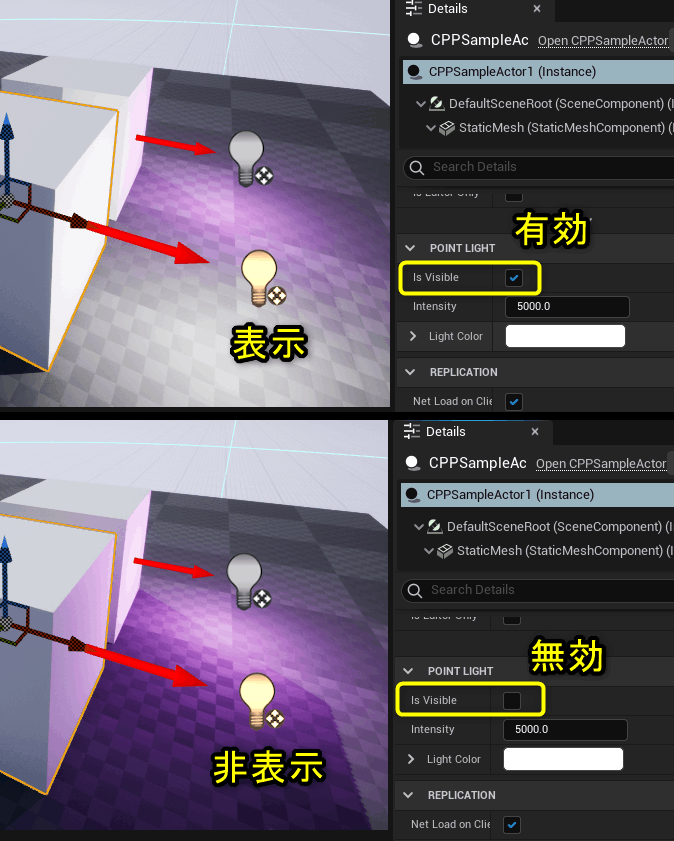 Details
CPPSampleAc Open CPPSampleActor
CPPSampleActor1 (Instance)
DefaultSceneRoot (SceneComponent) (I
StaticMesh (StaticMeshComponent) (
Search Details
Is Editor Only
有効
POINT LIGHT
Is Visible
Intensity 5000.0
Light Color
REPLICATION
Net Load on Clie
表示
Details
CPPSampleAc Open CPPSampleActor
CPPSampleActor1 (Instance)
DefaultSceneRoot (SceneComponent) (I
StaticMesh (StaticMeshComponent) (I
Search Details
Is Editor Only
無効
POINT LIGHT
Is Visible
Intensity 5000.0
Light Color
REPLICATION
Net Load on Clie
非表示